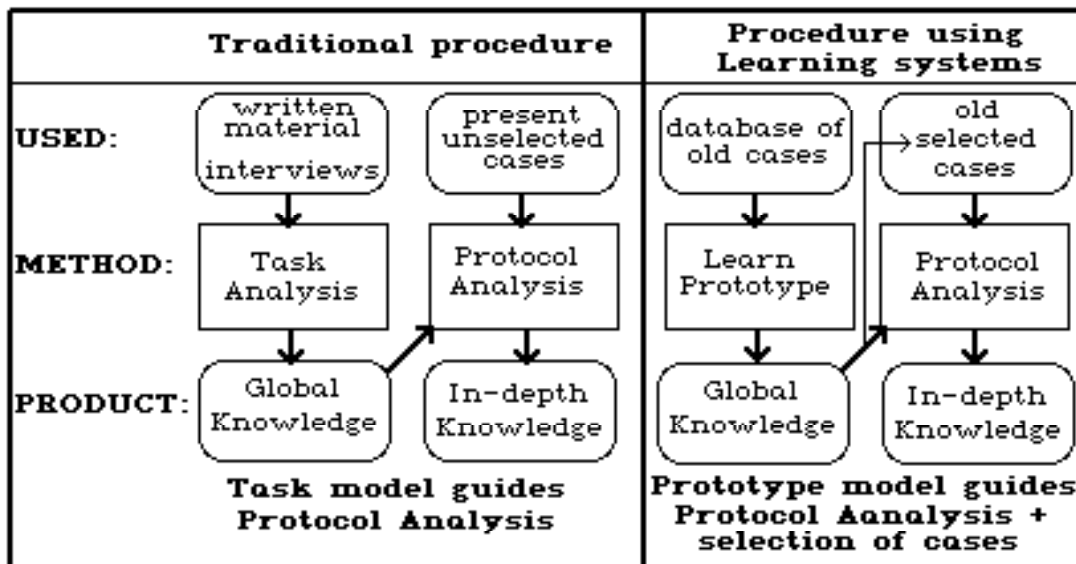 Traditional procedure
Procedure using
Learning systems
USED:
written
material
interviews
present
unselected
cases
database of
old cases
old
selected
cases
METHOD:
Task
Analysis
Protocol
Analysis
Learn
Prototype
Protocol
Analysis
PRODUCT:
Global
Knowledge
In-depth
Knowledge
Global
Knowledge
In-depth
Knowledge
Task model guides
Protocol Analysis
Prototype model guides
Protocol Aanalysis +
selection of cases